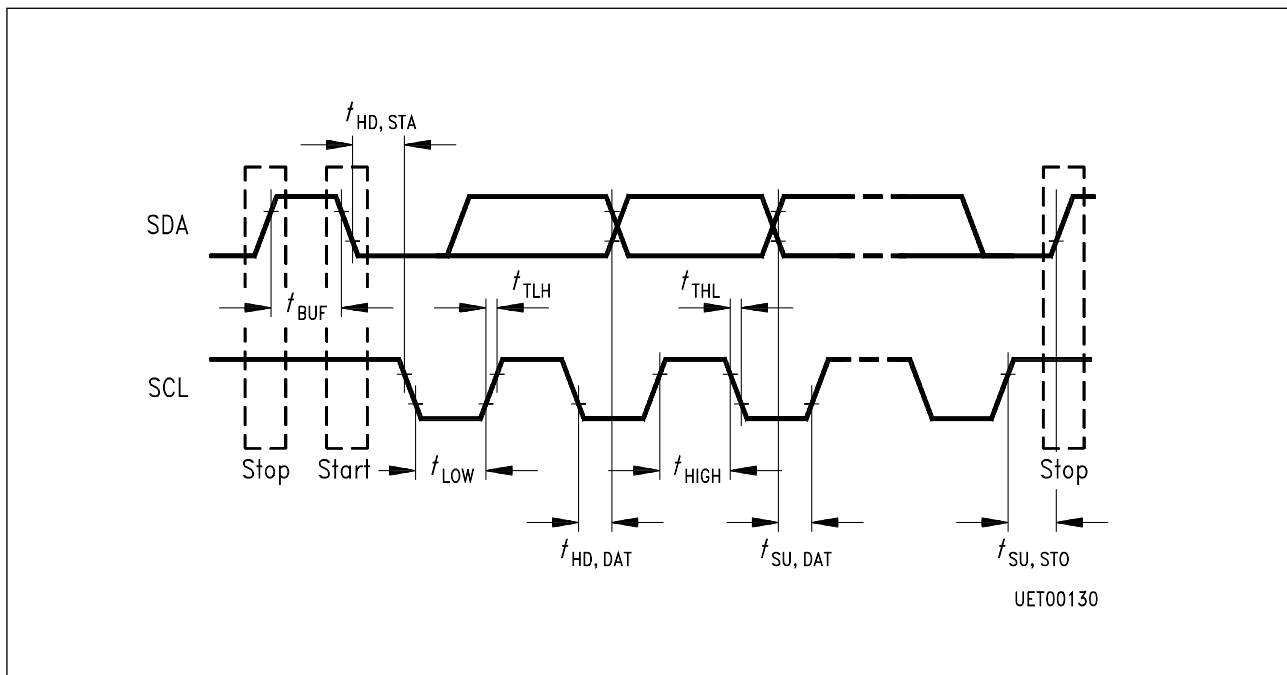 t HD, STA
SDA
t TLH
t THL
t BUF
SCL
Stop
Start
t LOW
t HIGH
Stop
t HD, DAT
t SU, DAT
t SU, STO
UET00130